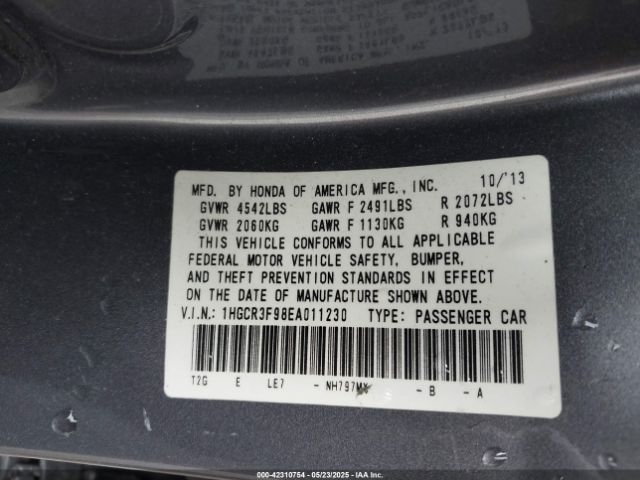 MFD. BY HONDA OF AMERICA MFG., INC. 10/'13
GVWR 4542LBS GAWR F 2491LBS R 2072LBS
GVWR 2060KG GAWR F 1130KG R 940KG
THIS VEHICLE CONFORMS TO ALL APPLICABLE
FEDERAL MOTOR VEHICLE SAFETY, BUMPER,
AND THEFT PREVENTION STANDARDS IN EFFECT
ON THE DATE OF MANUFACTURE SHOWN ABOVE.
V.I.N.: 1HGCR3F98EA011230 TYPE: PASSENGER CAR
T2G E LE7 - NH797MX - B - A
000-42310754 | 05/23/2025 | IAA Inc.